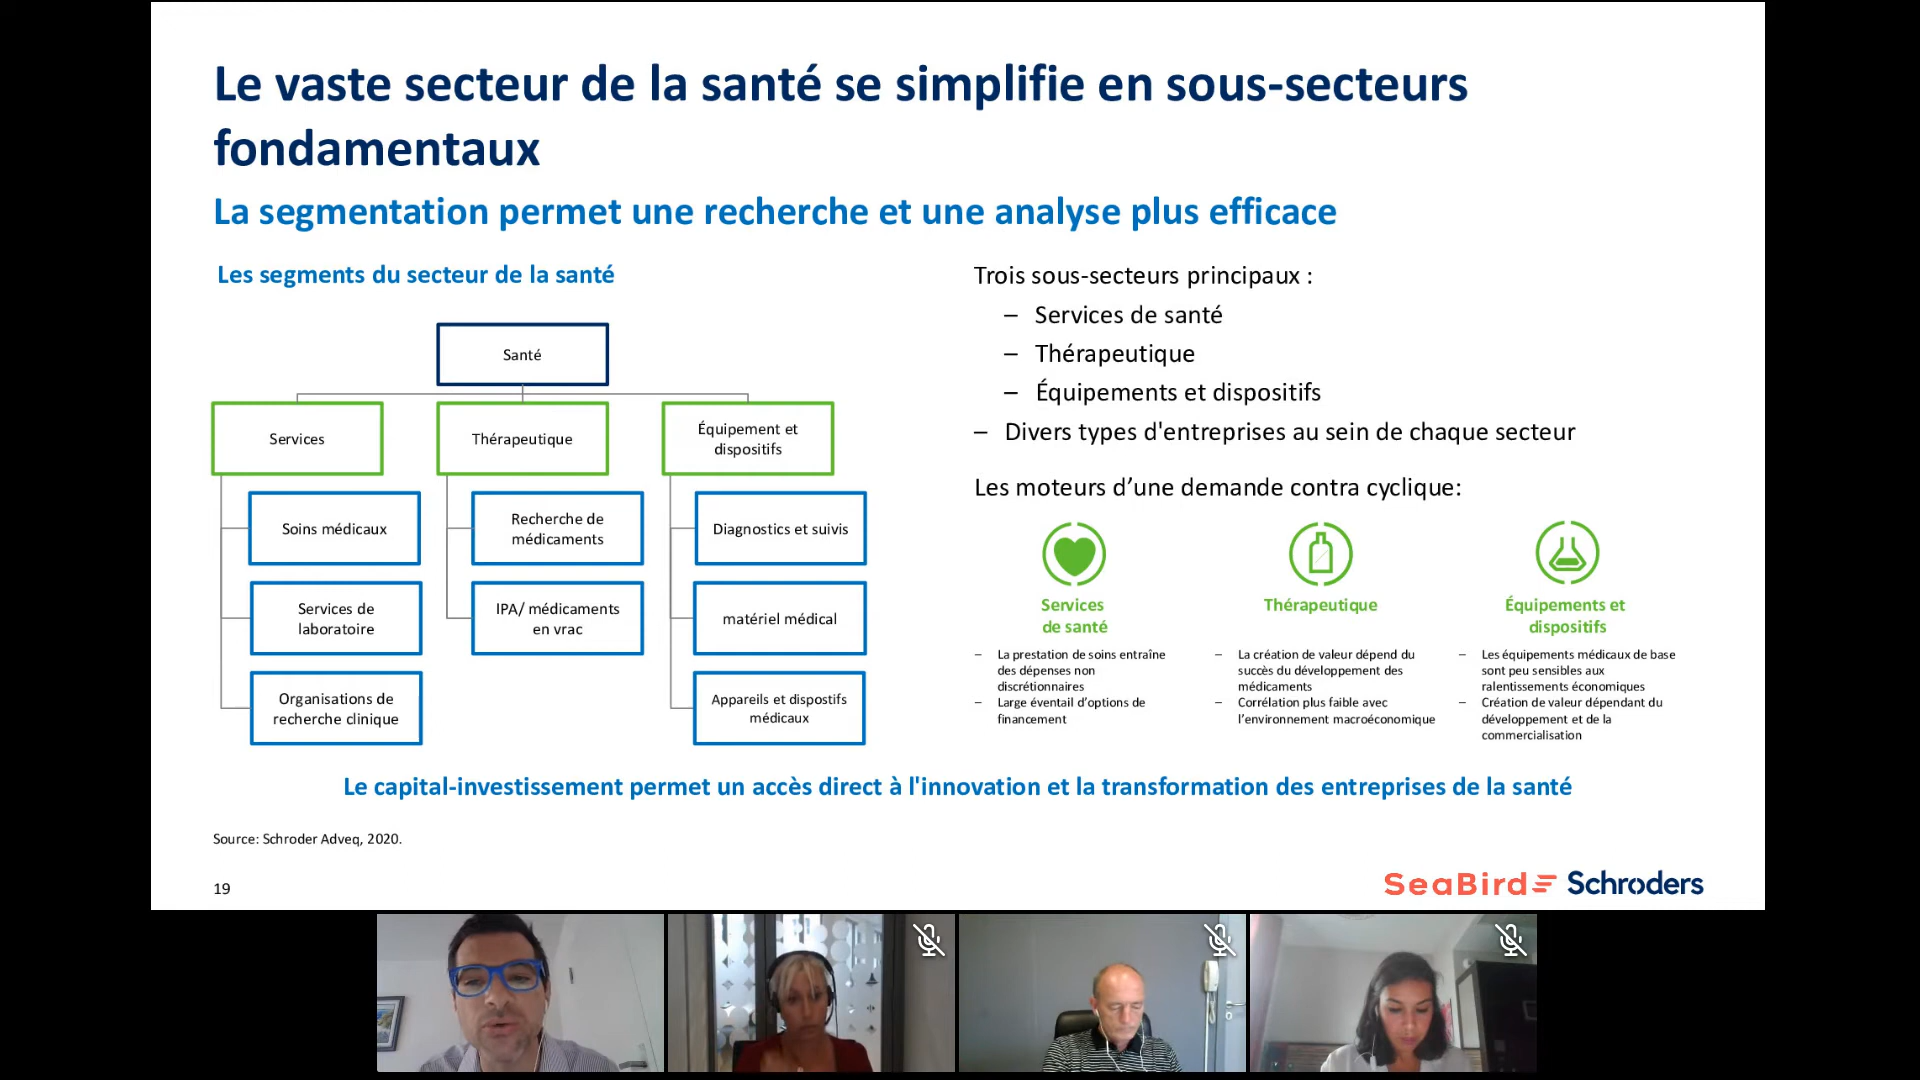 Le vaste secteur de la santé se simplifie en sous-secteurs
fondamentaux
La segmentation permet une recherche et une analyse plus efficace
Les segments du secteur de la santé
Santé
Services
Thérapeutique
Équipement et
dispositifs
Soins médicaux
Recherche de
médicaments
Diagnostics et suivis
Services de
laboratoire
IPA/ médicaments
en vrac
matériel médical
Organisations de
recherche clinique
Appareils et dispostifs
médicaux
Trois sous-secteurs principaux :
– Services de santé
– Thérapeutique
– Équipements et dispositifs
– Divers types d'entreprises au sein de chaque secteur
Les moteurs d’une demande contra cyclique:
Services
de santé
– La prestation de soins entraîne
des dépenses non
discrétionnaires
– Large éventail d’options de
financement
Thérapeutique
– La création de valeur dépend du
succès du développement des
médicaments
– Corrélation plus faible avec
l’environnement macroéconomique
Équipements et
dispositifs
– Les équipements médicaux de base
sont peu sensibles aux
ralentissements économiques
– Création de valeur dépendant du
développement et de la
commercialisation
Le capital-investissement permet un accès direct à l'innovation et la transformation des entreprises de la santé
Source: Schroder Adveq, 2020.
19
SeaBird Schroders